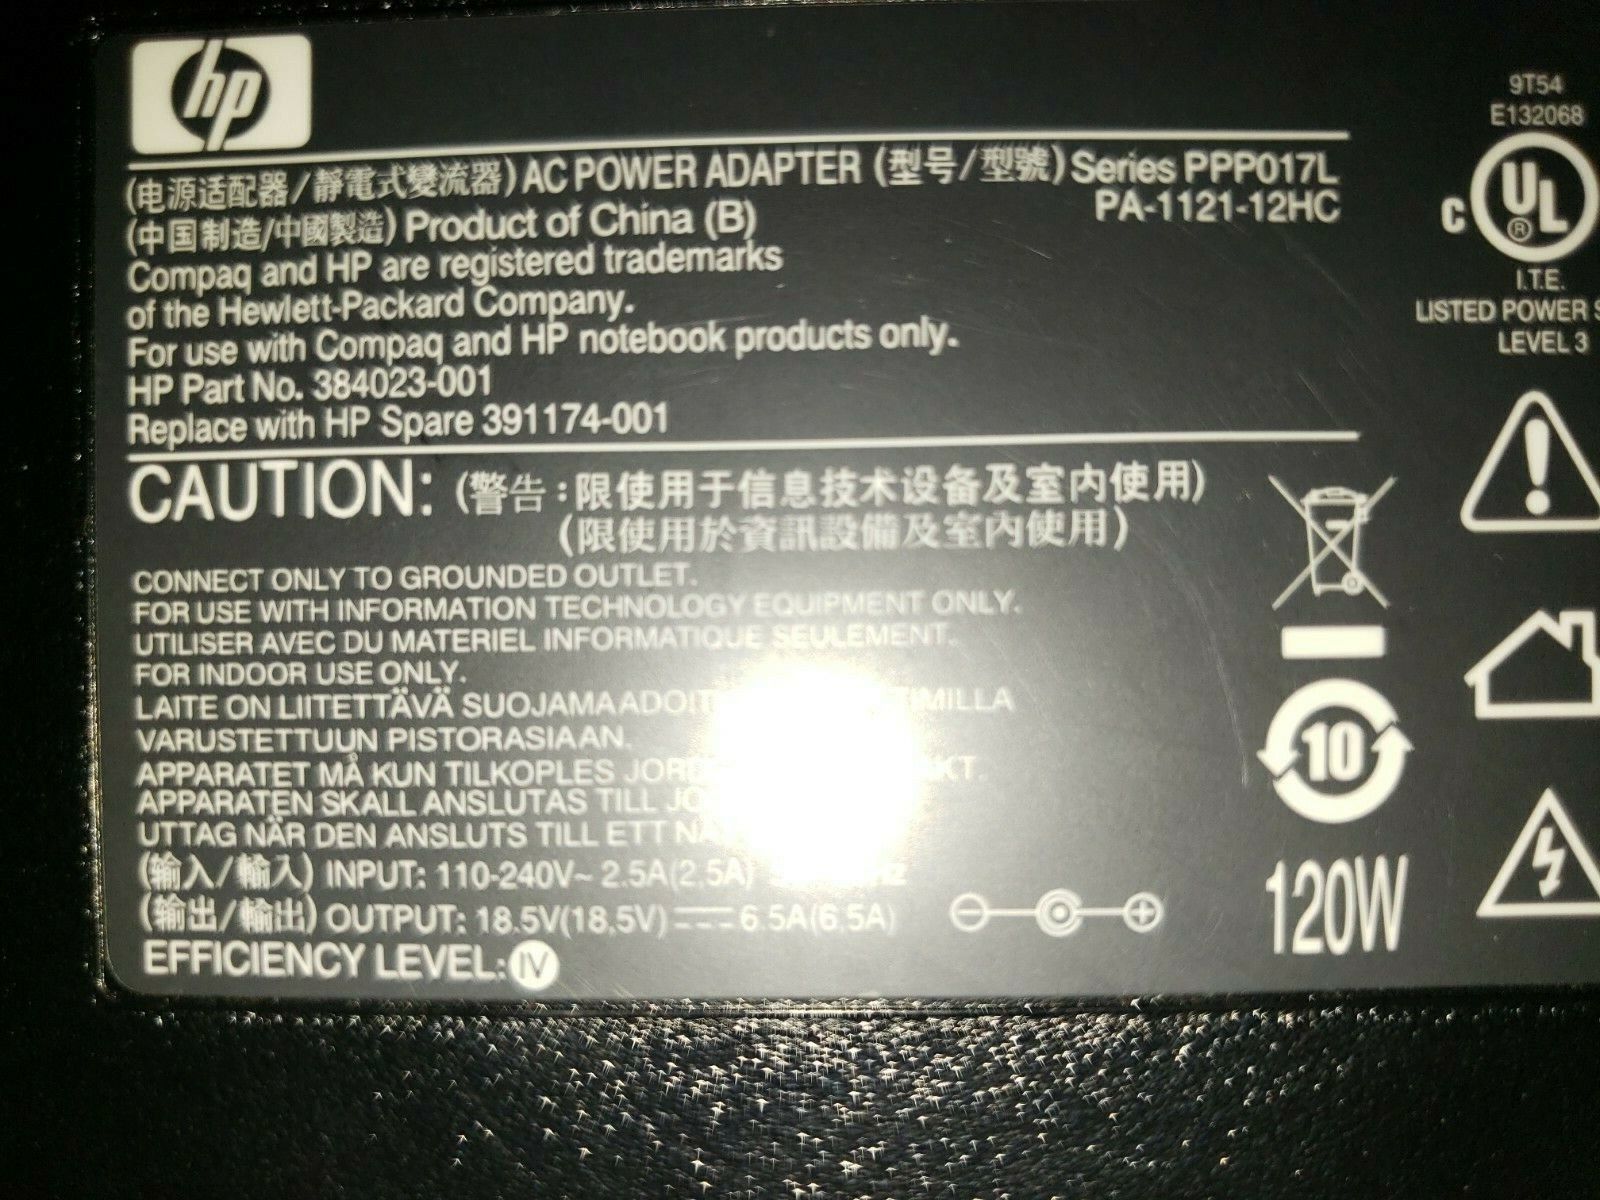 hp
(电源适配器/靜電式變流器) AC POWER ADAPTER (型号/型號) Series PPP017L
PA-1121-12HC
(中国制造/中國製造) Product of China (B)
Compaq and HP are registered trademarks
of the Hewlett-Packard Company.
For use with Compaq and HP notebook products only.
HP Part No. 384023-001
Replace with HP Spare 391174-001
CAUTION: (警告:限使用于信息技术设备及室内使用)
(限使用於資訊設備及室內使用)
CONNECT ONLY TO GROUNDED OUTLET.
FOR USE WITH INFORMATION TECHNOLOGY EQUIPMENT ONLY.
UTILISER AVEC DU MATERIEL INFORMATIQUE SEULEMENT.
FOR INDOOR USE ONLY.
LAITE ON LIITETTÄVÄ
VARUSTETTUUN PISTORASIAAN.
APPARATET MÅ KUN TILKOPLES
APPARATEN SKALL ANSLUTAS TILL
UTTAG NÄR DEN ANSLUTS TILL ETT
(输入/輸入) INPUT: 110-240V~ 2.5A(2.5A)
(输出/輸出) OUTPUT: 18.5V(18.5V) ⎓ 6.5A(6.5A)
EFFICIENCY LEVEL: IV
10
120W
9T54
E132068
C UL ®
I.T.E.
LISTED POWER
LEVEL 3